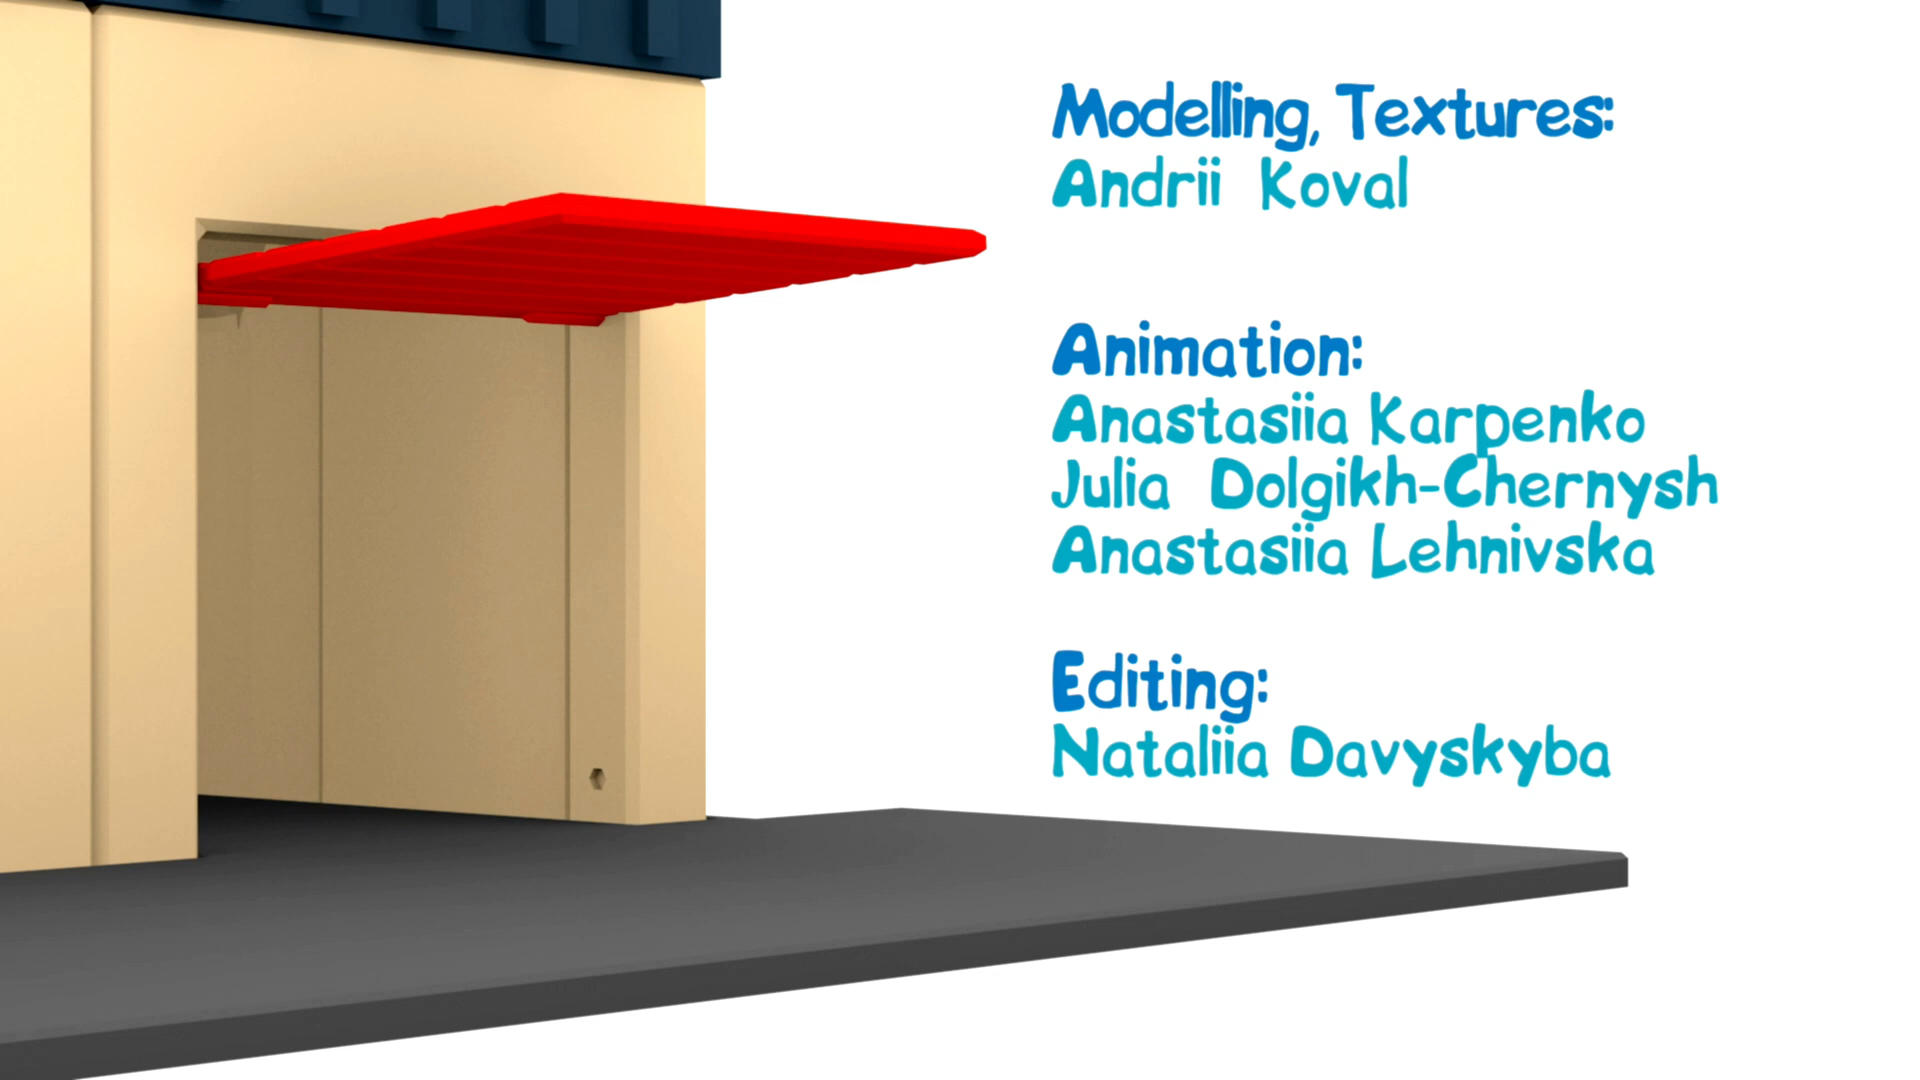 Modelling, Textures:
Andrii Koval
Animation:
Anastasiia Karpenko
Julia Dolgikh-Chernysh
Anastasiia Lehnivska
Editing:
Nataliia Davyskyba